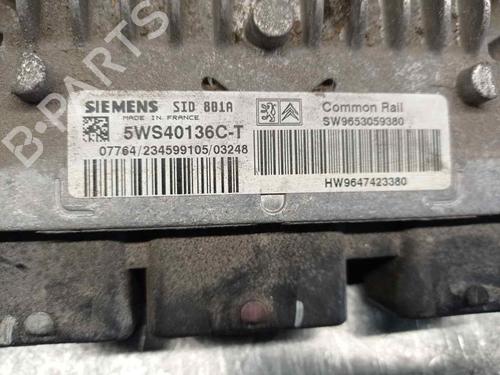 B-PARTS
SIEMENS SID 801A
MADE IN FRANCE
5WS40136C-T
07764/234599105/03248
Common Rail
SW9653059380
HW9647423380